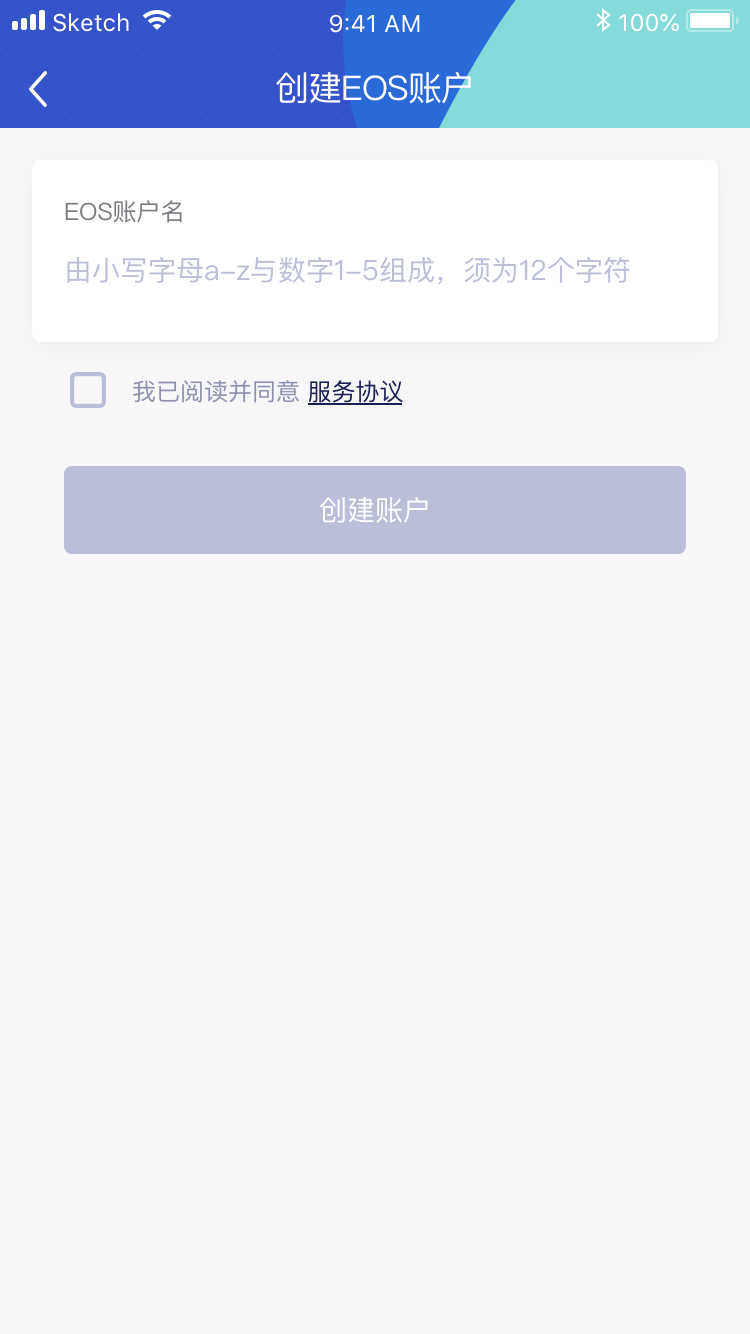 Sketch 9:41 AM 100%
创建EOS账户
EOS账户名
由小写字母a-z与数字1-5组成，须为12个字符
我已阅读并同意 服务协议
创建账户